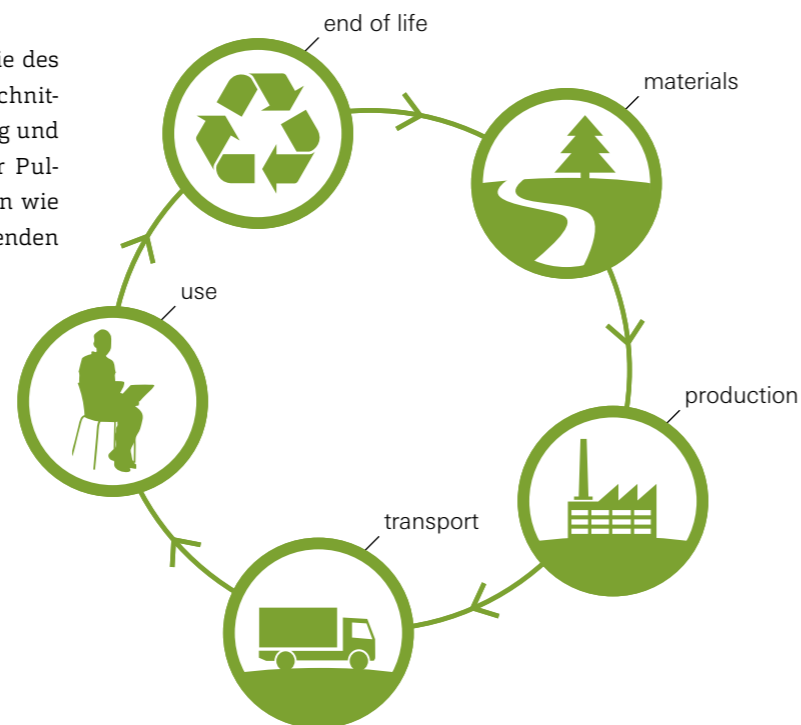 ie des
chnit-
g und
r Pul-
n wie
enden
end of life
materials
use
production
transport